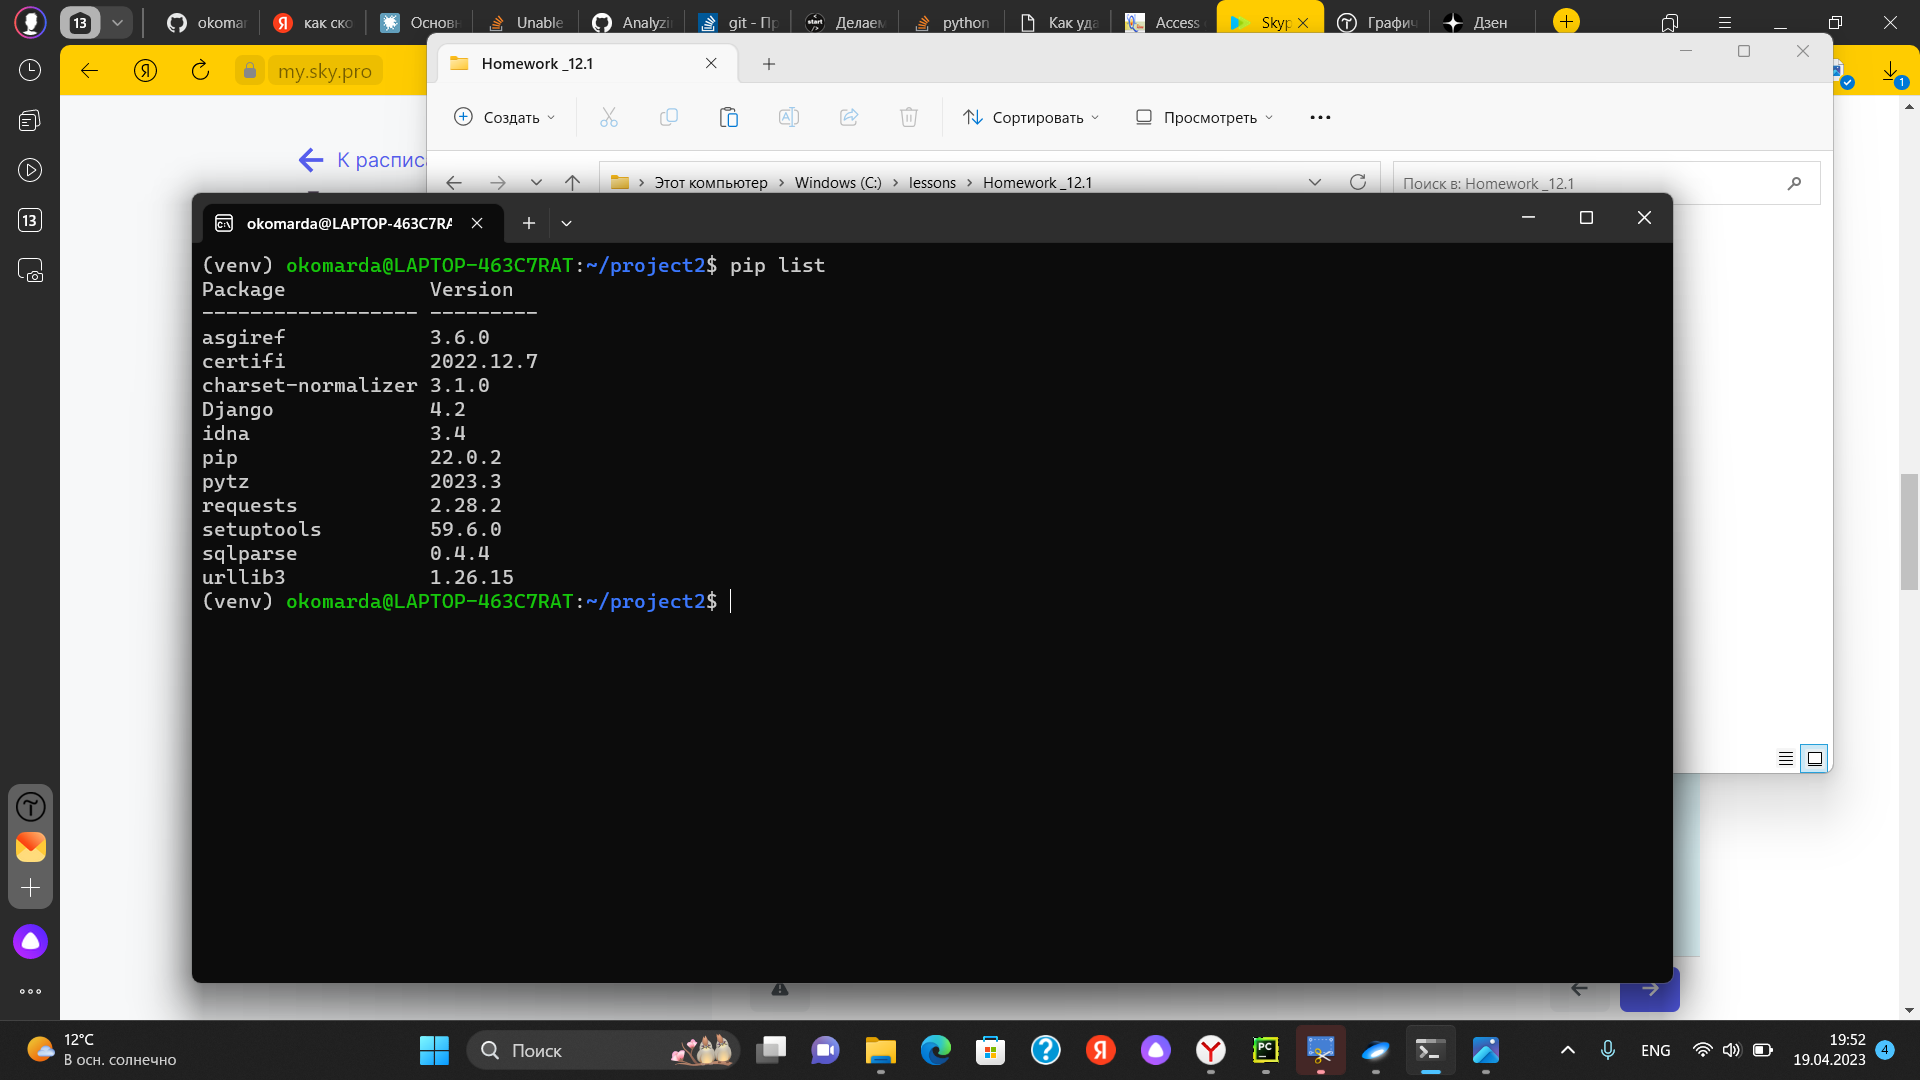 13
okomar
как ско
Основ
Unable
Analyzi
git - Пр
Делаем
python
Как уда
Access
Skyp
Графич
Дзен
my.sky.pro
Homework _12.1
1
Создать
Сортировать
Просмотреть
К расписа
Этот компьютер
Windows (C:)
lessons
Homework _12.1
Поиск в: Homework _12.1
13
okomarda@LAPTOP-463C7RA
(venv) okomarda@LAPTOP-463C7RAT:~/project2$ pip list
Package            Version
------------------ ---------
asgiref            3.6.0
certifi            2022.12.7
charset-normalizer 3.1.0
Django             4.2
idna               3.4
pip                22.0.2
pytz               2023.3
requests           2.28.2
setuptools         59.6.0
sqlparse           0.4.4
urllib3            1.26.15
(venv) okomarda@LAPTOP-463C7RAT:~/project2$
12°C
В осн. солнечно
Поиск
ENG
19:52
19.04.2023
4